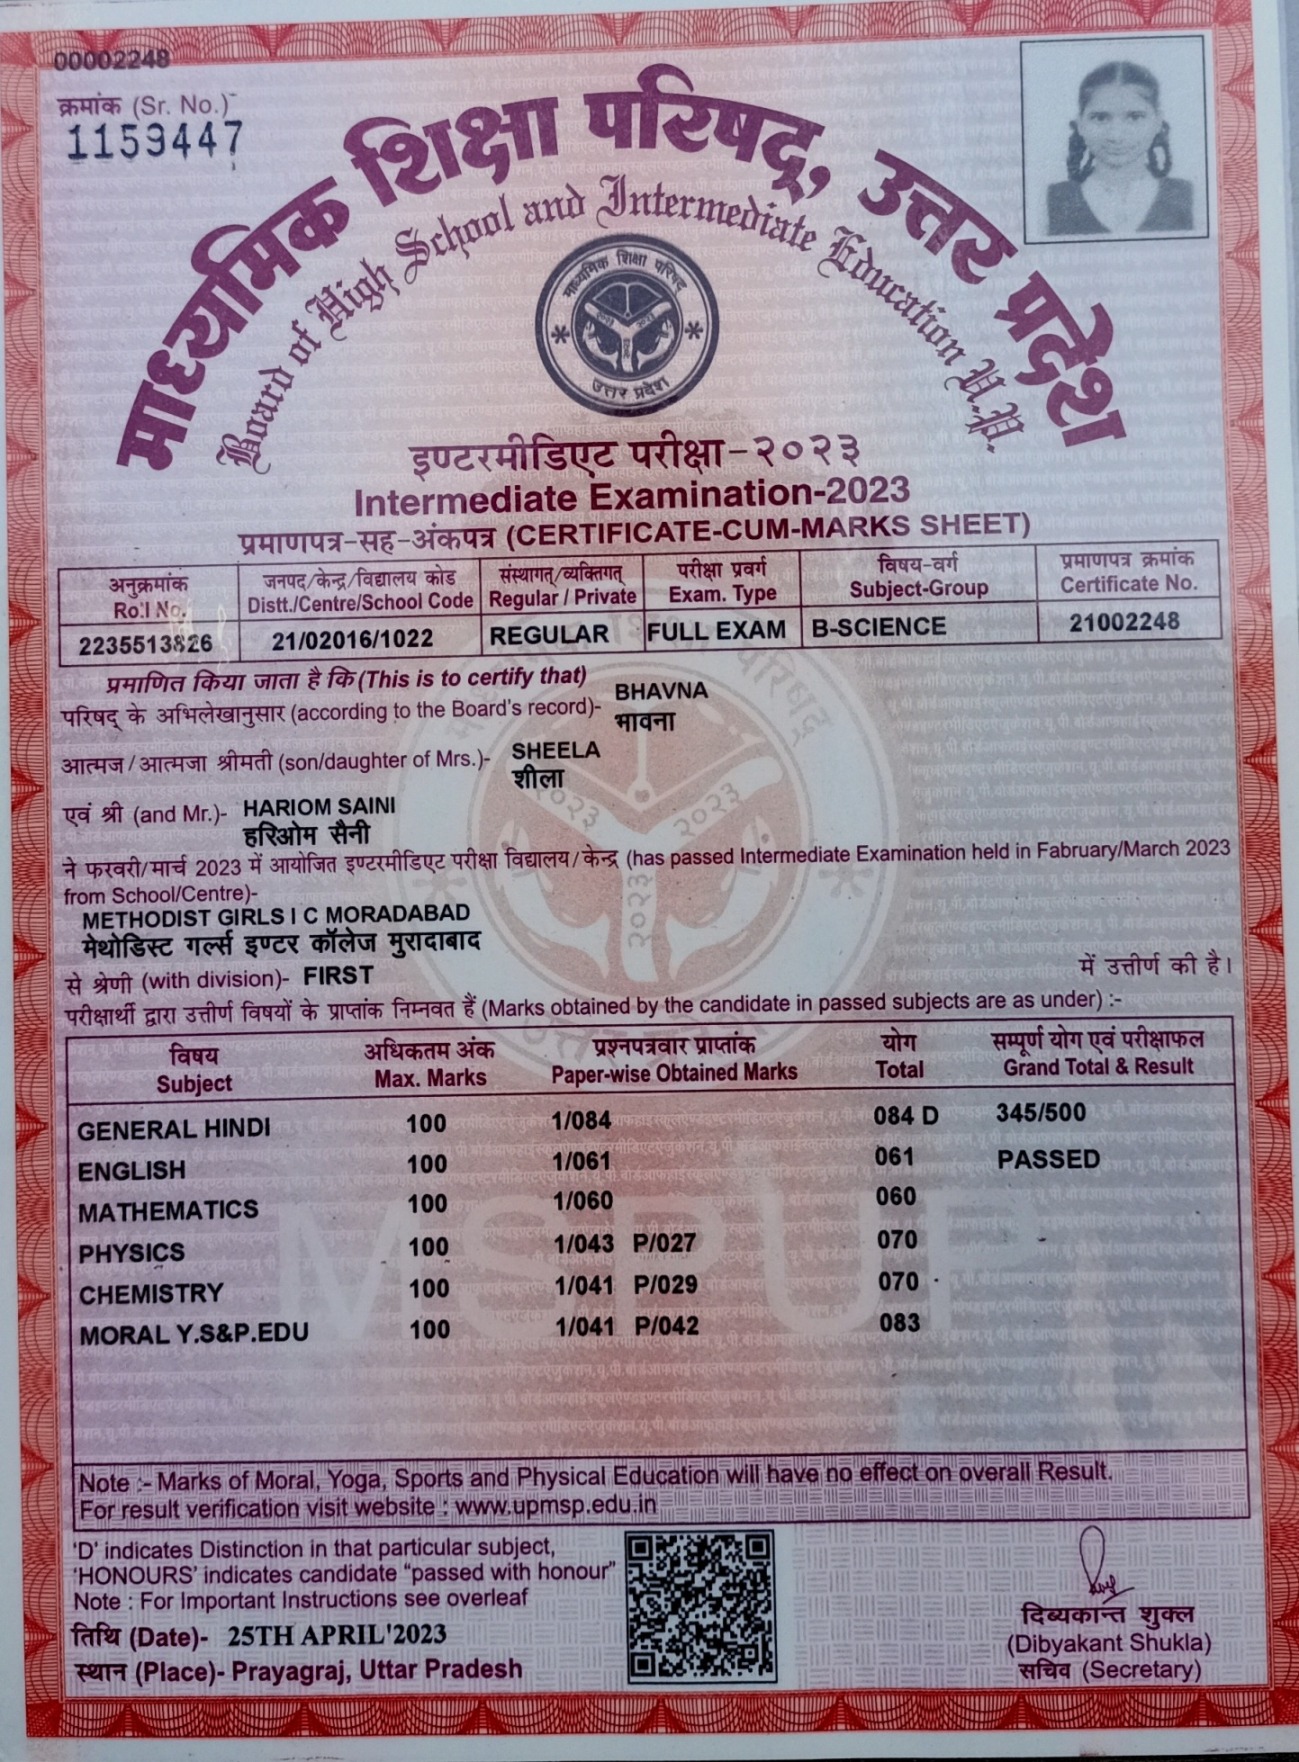 00002248
क्रमांक (Sr. No.)
1159447
माध्यमिक शिक्षा परिषद्, उत्तर प्रदेश
Board of High School and Intermediate Education U.P.
माध्यमिक शिक्षा परिषद्
उत्तर प्रदेश
इण्टरमीडिएट परीक्षा-२०२३
Intermediate Examination-2023
प्रमाणपत्र-सह-अंकपत्र (CERTIFICATE-CUM-MARKS SHEET)
अनुक्रमांक जनपद/केन्द्र/विद्यालय कोड संस्थागत्/व्यक्तिगत् परीक्षा प्रवर्ग विषय-वर्ग प्रमाणपत्र क्रमांक
Roll No. Distt./Centre/School Code Regular / Private Exam. Type Subject-Group Certificate No.
2235513826 21/02016/1022 REGULAR FULL EXAM B-SCIENCE 21002248
प्रमाणित किया जाता है कि (This is to certify that)
परिषद् के अभिलेखानुसार (according to the Board's record)- BHAVNA
भावना
आत्मज/आत्मजा श्रीमती (son/daughter of Mrs.)- SHEELA
शीला
एवं श्री (and Mr.)- HARIOM SAINI
हरिओम सैनी
ने फरवरी/मार्च 2023 में आयोजित इण्टरमीडिएट परीक्षा विद्यालय/केन्द्र (has passed Intermediate Examination held in Fabruary/March 2023
from School/Centre)-
METHODIST GIRLS I C MORADABAD
मेथोडिस्ट गर्ल्स इण्टर कॉलेज मुरादाबाद
से श्रेणी (with division)- FIRST में उत्तीर्ण की है।
परीक्षार्थी द्वारा उत्तीर्ण विषयों के प्राप्तांक निम्नवत हैं (Marks obtained by the candidate in passed subjects are as under) :-
विषय अधिकतम अंक प्रश्नपत्रवार प्राप्तांक योग सम्पूर्ण योग एवं परीक्षाफल
Subject Max. Marks Paper-wise Obtained Marks Total Grand Total & Result
GENERAL HINDI 100 1/084 084 D 345/500
ENGLISH 100 1/061 061 PASSED
MATHEMATICS 100 1/060 060
PHYSICS 100 1/043 P/027 070
CHEMISTRY 100 1/041 P/029 070
MORAL Y.S&P.EDU 100 1/041 P/042 083
MSPUP
Note :- Marks of Moral, Yoga, Sports and Physical Education will have no effect on overall Result.
For result verification visit website : www.upmsp.edu.in
'D' indicates Distinction in that particular subject,
'HONOURS' indicates candidate "passed with honour"
Note : For Important Instructions see overleaf
तिथि (Date)- 25TH APRIL'2023
स्थान (Place)- Prayagraj, Uttar Pradesh
दिब्यकान्त शुक्ल
(Dibyakant Shukla)
सचिव (Secretary)